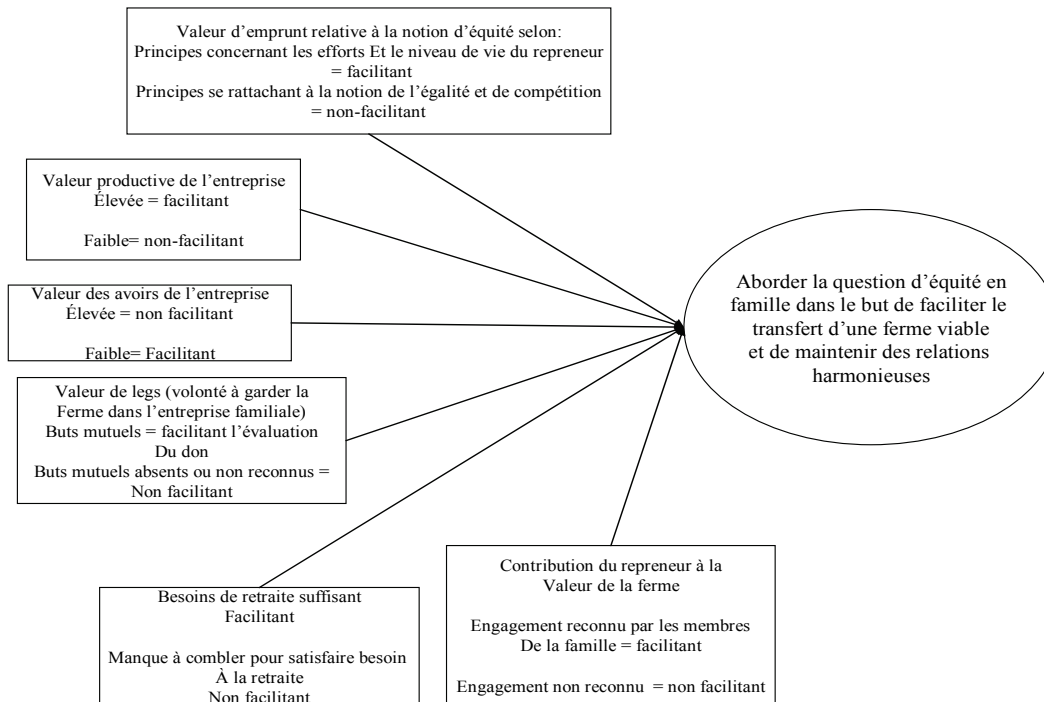 Valeur d'emprunt relative à la notion d'équité selon:
Principes concernant les efforts Et le niveau de vie du repreneur
= facilitant
Principes se rattachant à la notion de l'égalité et de compétition
= non-facilitant
Valeur productive de l'entreprise
Élevée = facilitant
Faible= non-facilitant
Valeur des avoirs de l'entreprise
Élevée = non facilitant
Faible= Facilitant
Valeur de legs (volonté à garder la
Ferme dans l'entreprise familiale)
Buts mutuels = facilitant l'évaluation
Du don
Buts mutuels absents ou non reconnus =
Non facilitant
Besoins de retraite suffisant
Facilitant
Manque à combler pour satisfaire besoin
À la retraite
Non facilitant
Contribution du repreneur à la
Valeur de la ferme
Engagement reconnu par les membres
De la famille = facilitant
Engagement non reconnu = non facilitant
Aborder la question d'équité en
famille dans le but de faciliter le
transfert d'une ferme viable
et de maintenir des relations
harmonieuses